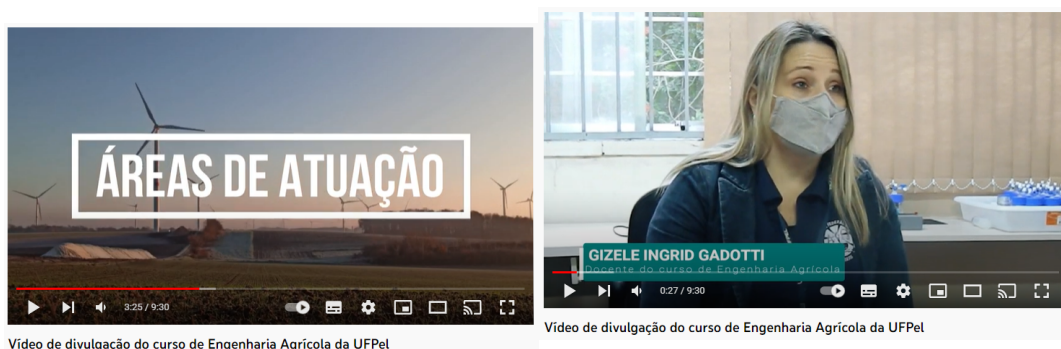 ÁREAS DE ATUAÇÃO
3:25 / 9:30
Vídeo de divulgação do curso de Engenharia Agrícola da UFPel
GIZELE INGRID GADOTTI
Docente do curso de Engenharia Agrícola
0:27 / 9:30
Vídeo de divulgação do curso de Engenharia Agrícola da UFPel